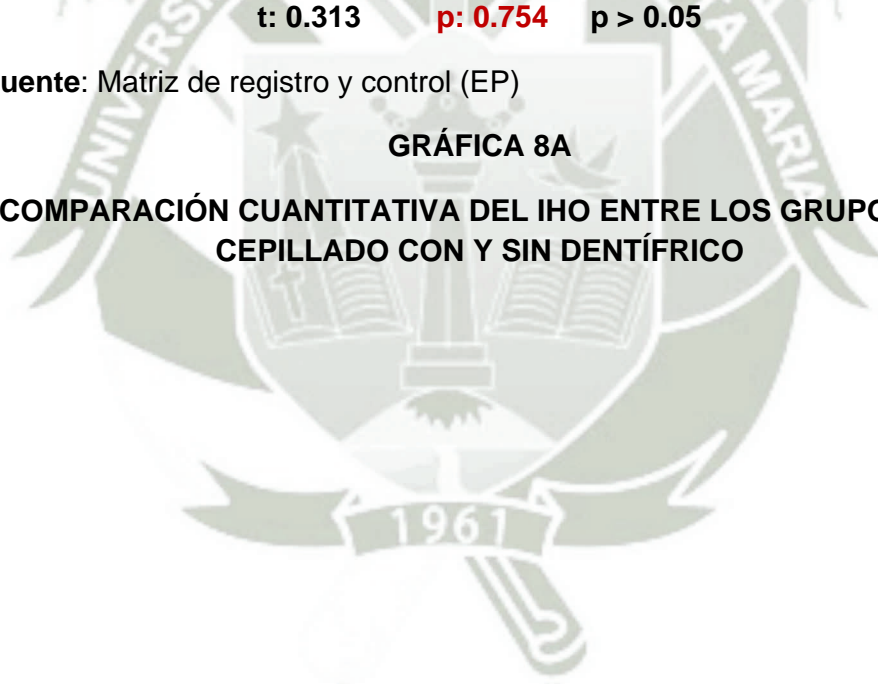 t: 0.313 p: 0.754 p > 0.05
uente: Matriz de registro y control (EP)
GRÁFICA 8A
COMPARACIÓN CUANTITATIVA DEL IHO ENTRE LOS GRUPO
CEPILLADO CON Y SIN DENTÍFRICO
1961